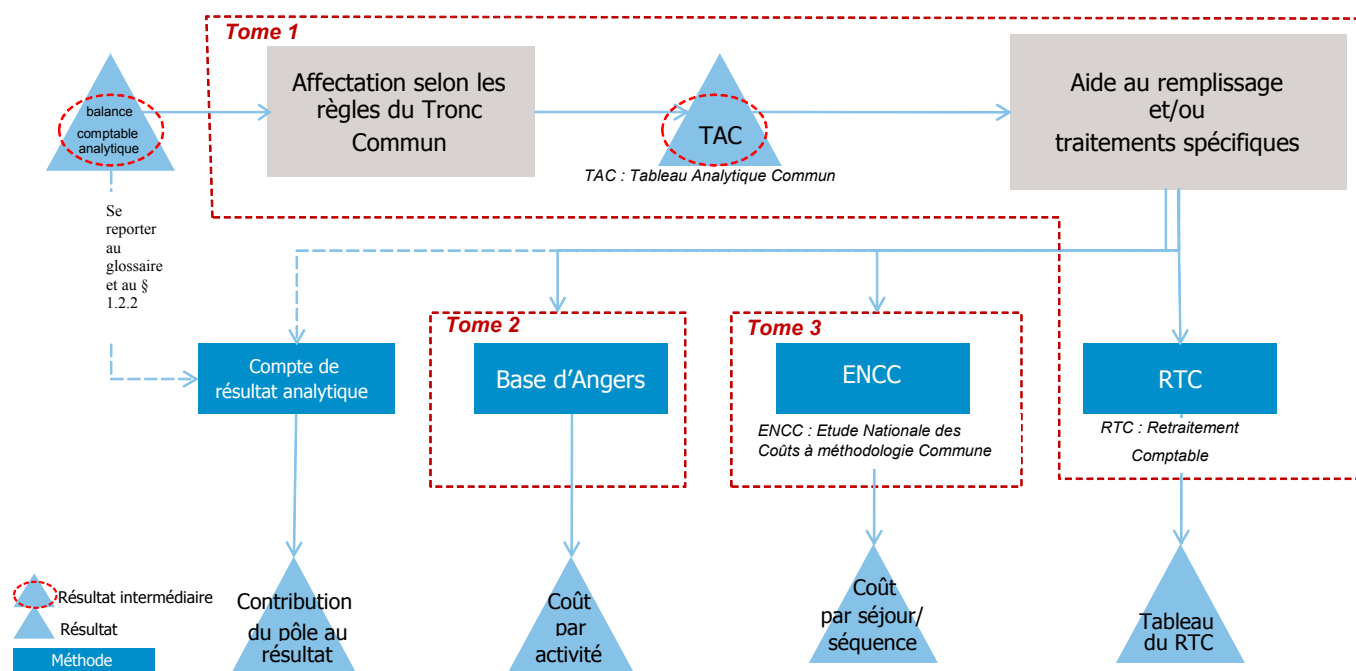 Tome 1
balance
comptable
analytique
Affectation selon les
règles du Tronc
Commun
TAC
TAC : Tableau Analytique Commun
Aide au remplissage
et/ou
traitements spécifiques
Se
reporter
au
glossaire
et au §
1.2.2
Compte de
résultat analytique
Tome 2
Base d'Angers
Tome 3
ENCC
ENCC : Etude Nationale des
Coûts à méthodologie Commune
RTC
RTC : Retraitement
Comptable
Contribution
du pôle au
résultat
Coût
par
activité
Coût
par séjour/
séquence
Tableau
du RTC
Résultat intermédiaire
Résultat
Méthode